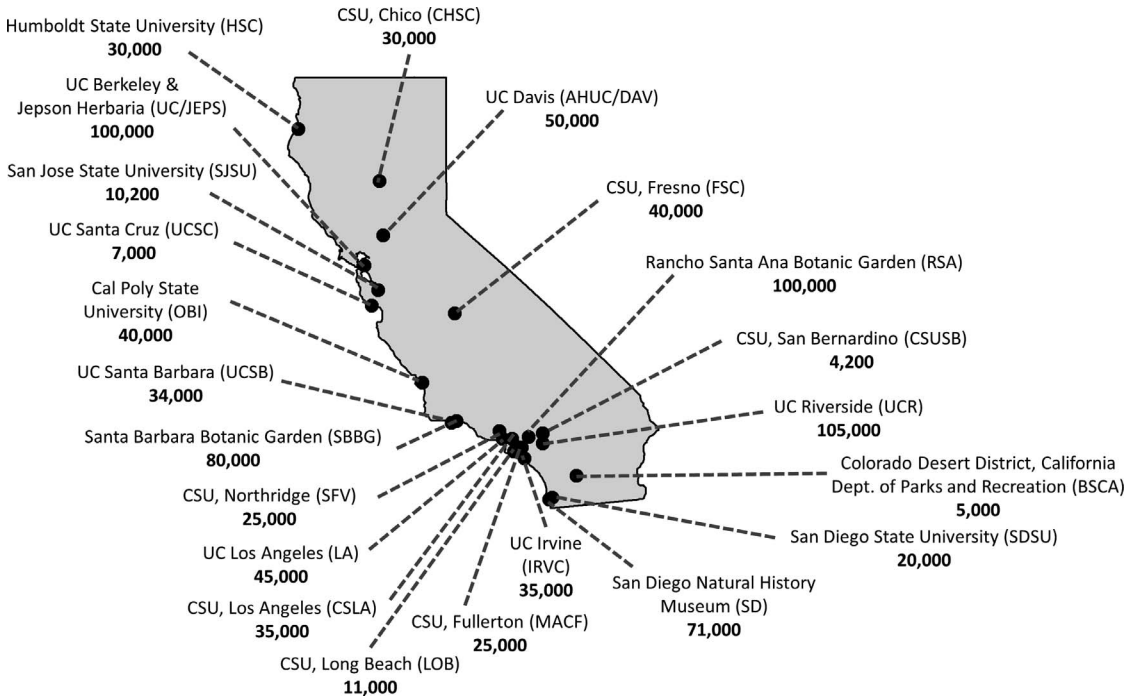 Humboldt State University (HSC)
30,000
CSU, Chico (CHSC)
30,000
UC Berkeley &
Jepson Herbaria (UC/JEPS)
100,000
UC Davis (AHUC/DAV)
50,000
San Jose State University (SJSU)
10,200
CSU, Fresno (FSC)
40,000
UC Santa Cruz (UCSC)
7,000
Rancho Santa Ana Botanic Garden (RSA)
100,000
Cal Poly State
University (OBI)
40,000
CSU, San Bernardino (CSUSB)
4,200
UC Santa Barbara (UCSB)
34,000
UC Riverside (UCR)
105,000
Santa Barbara Botanic Garden (SBBG)
80,000
Colorado Desert District, California
Dept. of Parks and Recreation (BSCA)
5,000
CSU, Northridge (SFV)
25,000
San Diego State University (SDSU)
20,000
UC Los Angeles (LA)
45,000
UC Irvine
(IRVC)
35,000
San Diego Natural History
Museum (SD)
71,000
CSU, Los Angeles (CSLA)
35,000
CSU, Fullerton (MACF)
25,000
CSU, Long Beach (LOB)
11,000